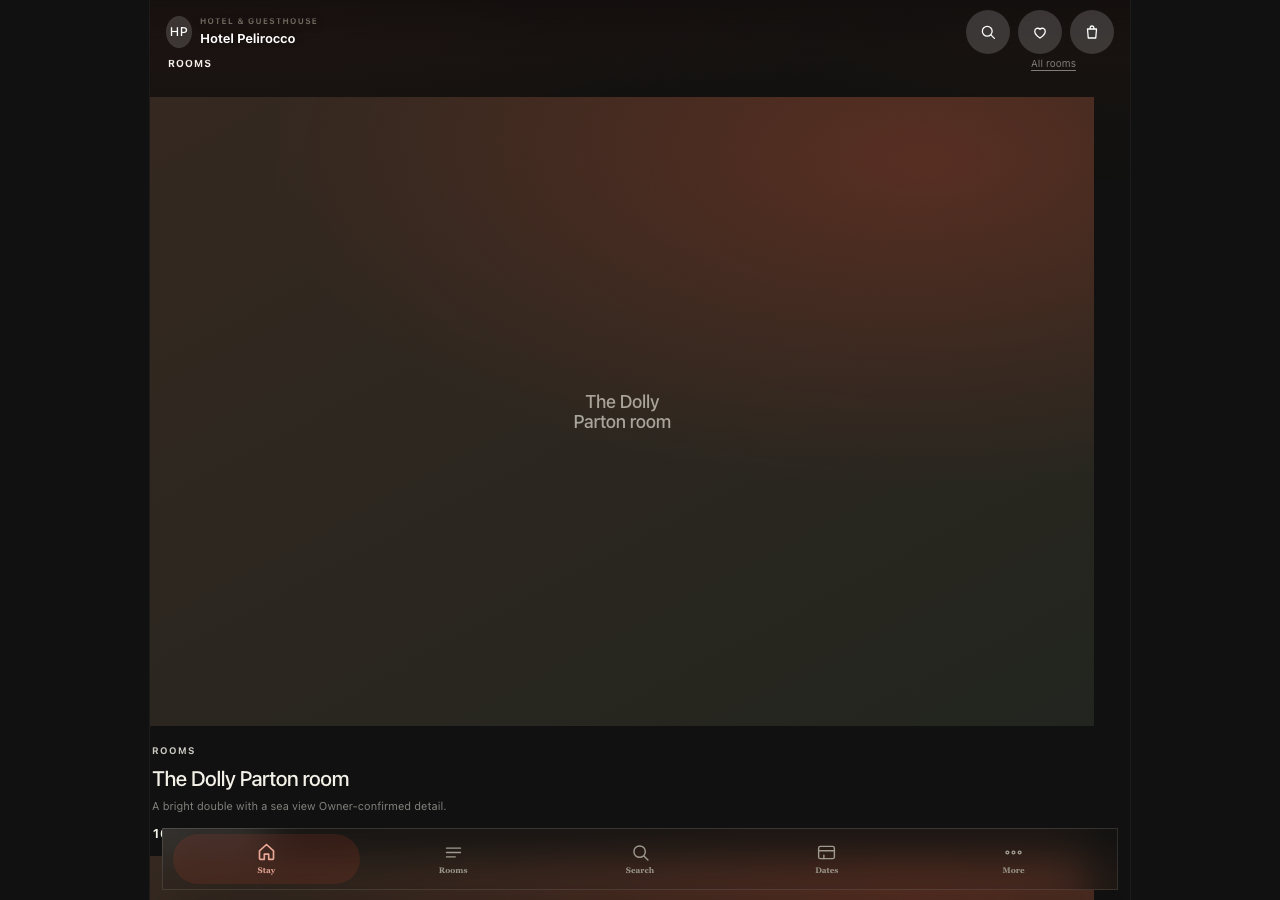 HP
HOTEL & GUESTHOUSE
Hotel Pelirocco
ROOMS
All rooms
The Dolly
Parton room
ROOMS
The Dolly Parton room
A bright double with a sea view Owner-confirmed detail.
Stay
Rooms
Search
Dates
More